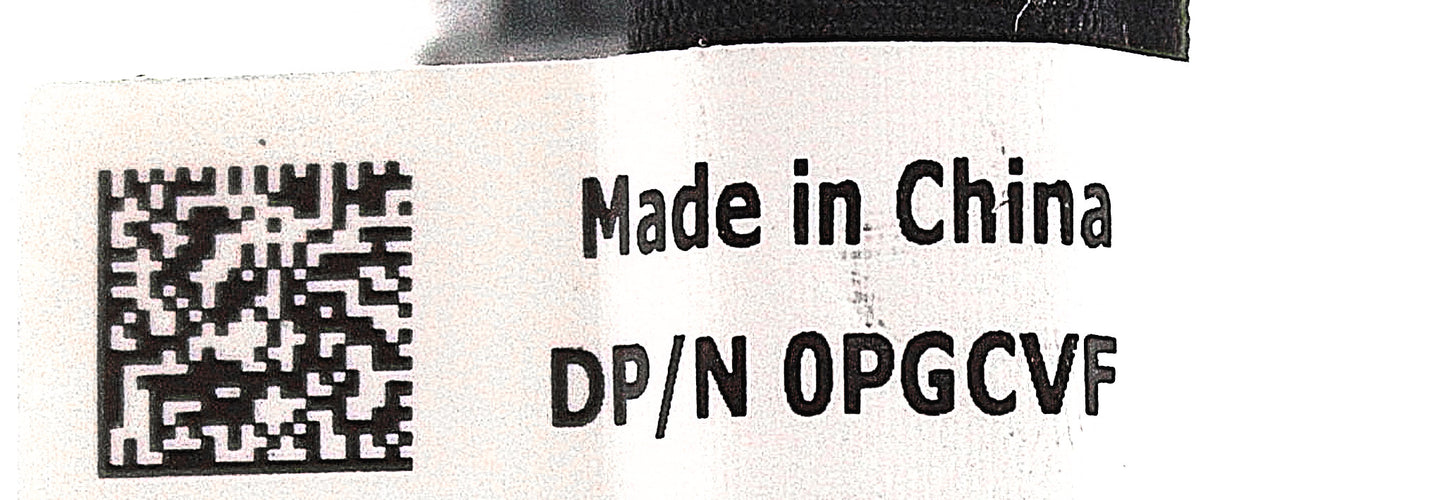 Made in China
DP/N 0PGCVF